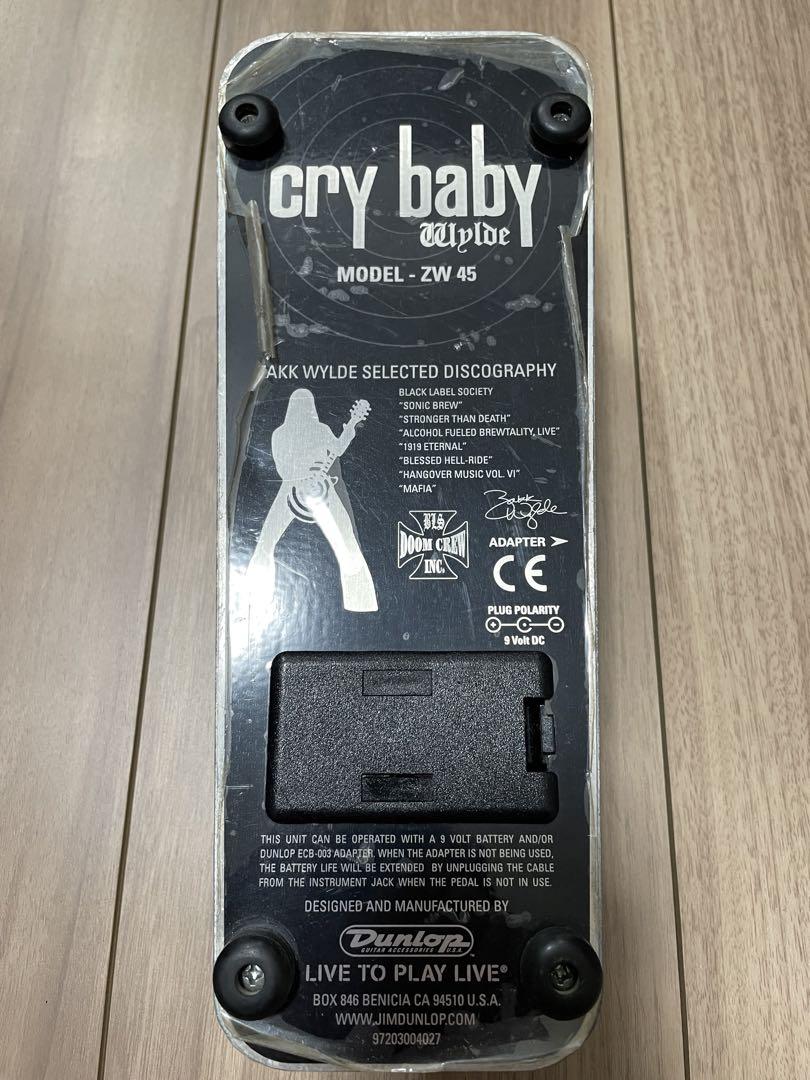 cry baby
Wylde
MODEL - ZW 45
AKK WYLDE SELECTED DISCOGRAPHY
BLACK LABEL SOCIETY
"SONIC BREW"
"STRONGER THAN DEATH"
"ALCOHOL FUELED BREWTALITY, LIVE"
"1919 ETERNAL"
"BLESSED HELL-RIDE"
"HANGOVER MUSIC VOL. VI"
"MAFIA"
BLS
DOOM CREW
INC.
ADAPTER
CE
PLUG POLARITY
9 Volt DC
THIS UNIT CAN BE OPERATED WITH A 9 VOLT BATTERY AND/OR
DUNLOP ECB-003 ADAPTER. WHEN THE ADAPTER IS NOT BEING USED,
THE BATTERY LIFE WILL BE EXTENDED BY UNPLUGGING THE CABLE
FROM THE INSTRUMENT JACK WHEN THE PEDAL IS NOT IN USE.
DESIGNED AND MANUFACTURED BY
Dunlop™
GUITAR ACCESSORIES U.S.A.
LIVE TO PLAY LIVE®
BOX 846 BENICIA CA 94510 U.S.A.
WWW.JIMDUNLOP.COM
97203004027